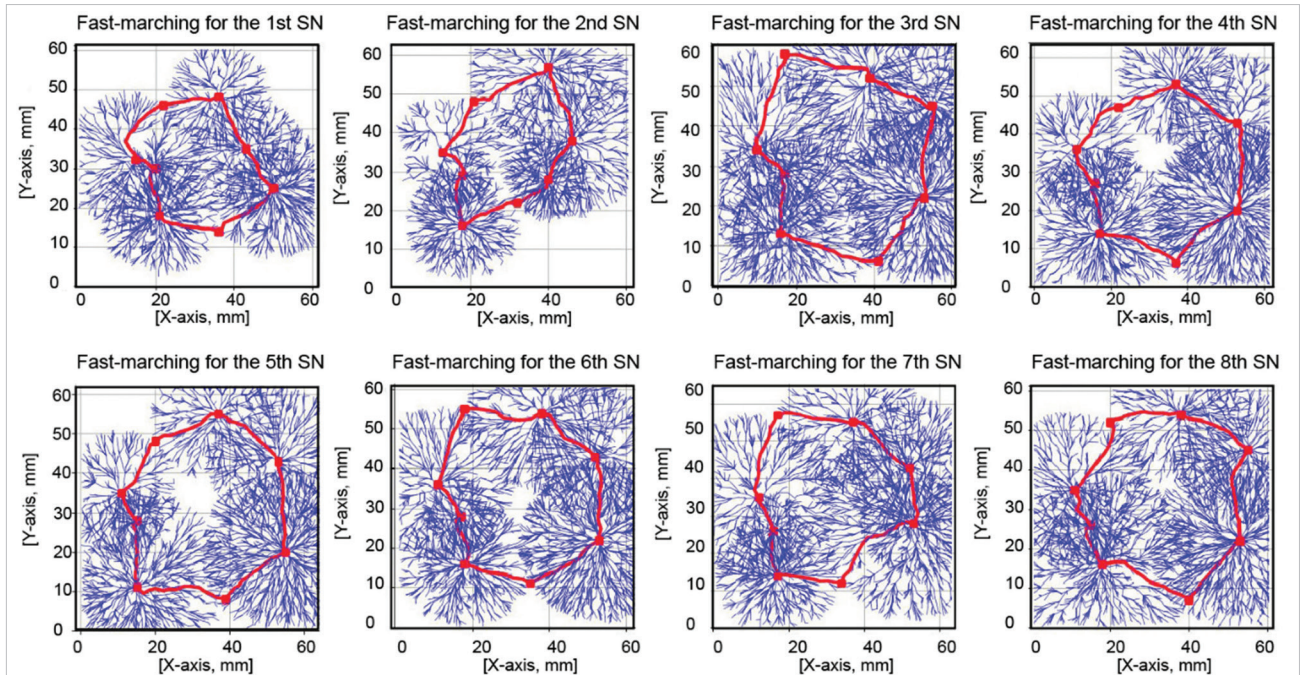 Fast-marching for the 1st SN
Fast-marching for the 2nd SN
Fast-marching for the 3rd SN
Fast-marching for the 4th SN
[Y-axis, mm]
60
50
40
30
20
10
0
0 20 40 60
[X-axis, mm]
[Y-axis, mm]
60
50
40
30
20
10
0
20 40 60
[X-axis, mm]
[Y-axis, mm]
60
50
40
30
20
10
0
0 20 40 60
[X-axis, mm]
[Y-axis, mm]
60
50
40
30
20
10
0
0 20 40 60
[X-axis, mm]
Fast-marching for the 5th SN
Fast-marching for the 6th SN
Fast-marching for the 7th SN
Fast-marching for the 8th SN
[Y-axis, mm]
60
50
40
30
20
10
0
0 20 40 60
[X-axis, mm]
[Y-axis, mm]
60
50
40
30
20
10
0
0 20 40 60
[X-axis, mm]
[Y-axis, mm]
60
50
40
30
20
10
0
0 20 40 60
[X-axis, mm]
[Y-axis, mm]
60
50
40
30
20
10
0
0 20 40 60
[X-axis, mm]